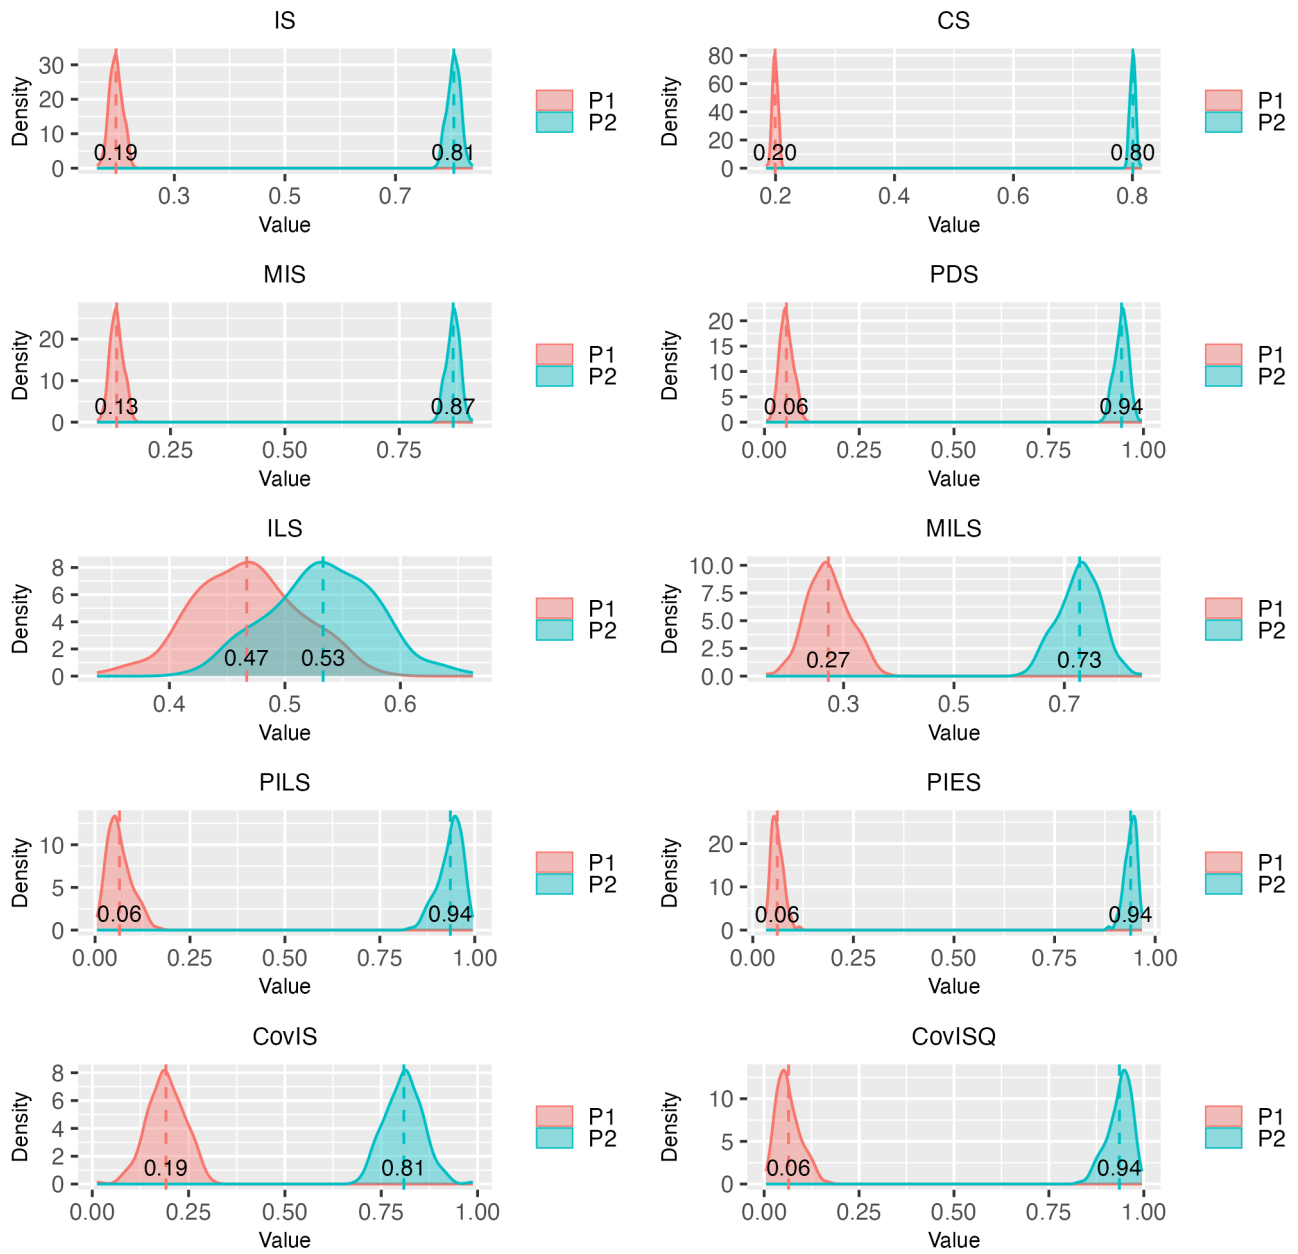 IS
Density
30
20
10
0
0.19
0.81
0.3
0.5
0.7
Value
P1
P2
CS
Density
80
60
40
20
0
0.20
0.80
0.2
0.4
0.6
0.8
Value
P1
P2
MIS
Density
20
10
0
0.13
0.87
0.25
0.50
0.75
Value
P1
P2
PDS
Density
20
15
10
5
0
0.06
0.94
0.00
0.25
0.50
0.75
1.00
Value
P1
P2
ILS
Density
8
6
4
2
0
0.47
0.53
0.4
0.5
0.6
Value
P1
P2
MILS
Density
10.0
7.5
5.0
2.5
0.0
0.27
0.73
0.3
0.5
0.7
Value
P1
P2
PILS
Density
10
5
0
0.06
0.94
0.00
0.25
0.50
0.75
1.00
Value
P1
P2
PIES
Density
20
10
0
0.06
0.94
0.00
0.25
0.50
0.75
1.00
Value
P1
P2
CovIS
Density
8
6
4
2
0
0.19
0.81
0.00
0.25
0.50
0.75
1.00
Value
P1
P2
CovISQ
Density
10
5
0
0.06
0.94
0.00
0.25
0.50
0.75
1.00
Value
P1
P2